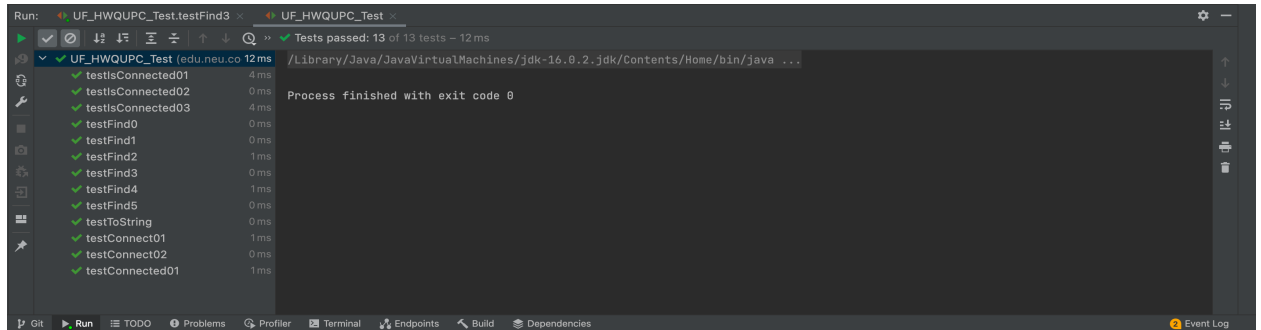 Run: UF_HWQUPC_Test.testFind3 × UF_HWQUPC_Test ×
» Tests passed: 13 of 13 tests – 12 ms
UF_HWQUPC_Test (edu.neu.co 12 ms /Library/Java/JavaVirtualMachines/jdk-16.0.2.jdk/Contents/Home/bin/java ...
testIsConnected01 4 ms
testIsConnected02 0 ms
Process finished with exit code 0
testIsConnected03 4 ms
testFind0 0 ms
testFind1 0 ms
testFind2 1 ms
testFind3 0 ms
testFind4 1 ms
testFind5 0 ms
testToString 0 ms
testConnect01 1 ms
testConnect02 0 ms
testConnected01 1 ms
Git Run TODO Problems Profiler Terminal Endpoints Build Dependencies 2 Event Log